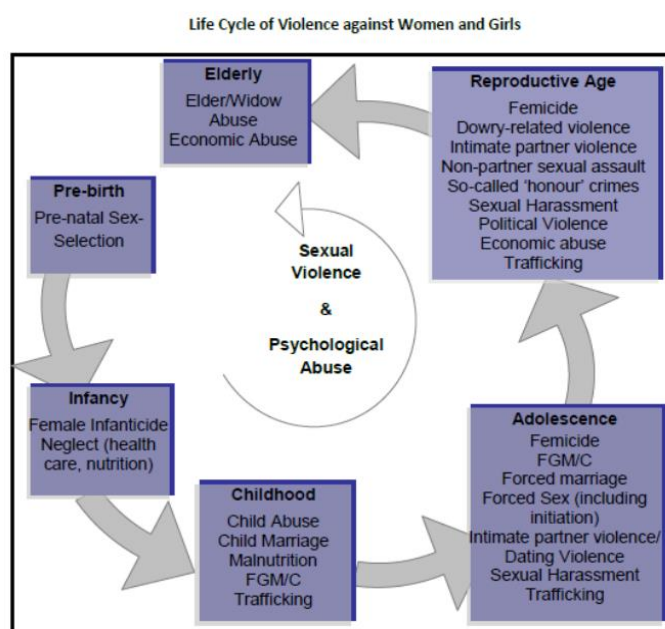 Life Cycle of Violence against Women and Girls
Elderly
Elder/Widow
Abuse
Economic Abuse
Reproductive Age
Femicide
Dowry-related violence
Intimate partner violence
Non-partner sexual assault
So-called 'honour' crimes
Sexual Harassment
Political Violence
Economic abuse
Trafficking
Pre-birth
Pre-natal Sex-
Selection
Sexual
Violence
&
Psychological
Abuse
Infancy
Female Infanticide
Neglect (health
care, nutrition)
Childhood
Child Abuse
Child Marriage
Malnutrition
FGM/C
Trafficking
Adolescence
Femicide
FGM/C
Forced marriage
Forced Sex (including
initiation)
Intimate partner violence/
Dating Violence
Sexual Harassment
Trafficking